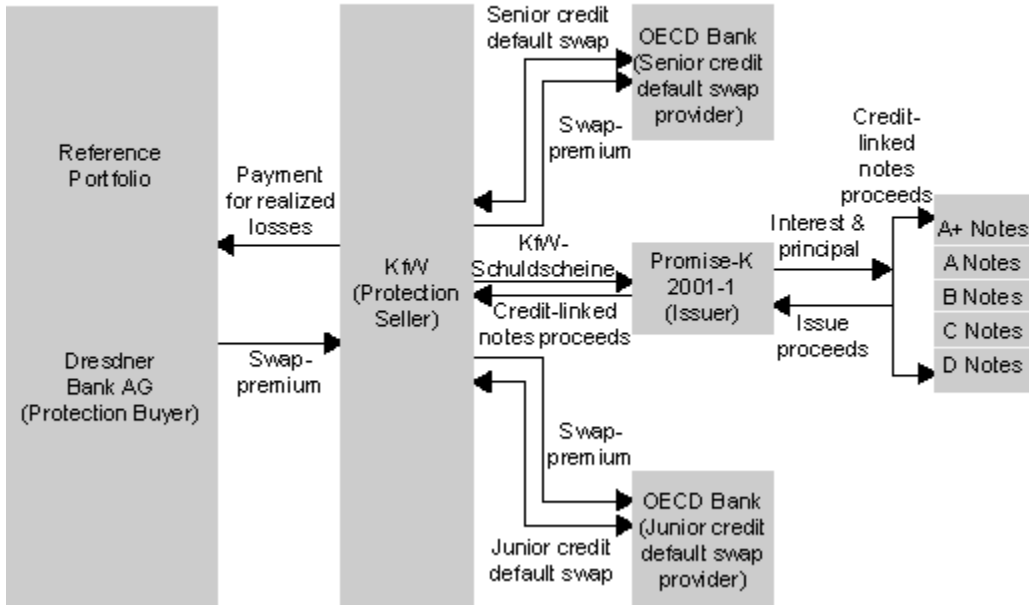 Reference
Portfolio
Dresdner
Bank AG
(Protection Buyer)
Payment
for realized
losses
Swap-
premium
KfW
(Protection
Seller)
Senior credit
default swap
Swap-
premium
KfW-
Schuldscheine
Credit-linked
notes proceeds
Swap-
premium
Junior credit
default swap
OECD Bank
(Senior credit
default swap
provider)
Promise-K
2001-1
(Issuer)
OECD Bank
(Junior credit
default swap
provider)
Interest &
principal
Issue
proceeds
Credit-
linked
notes
proceeds
A+ Notes
A Notes
B Notes
C Notes
D Notes